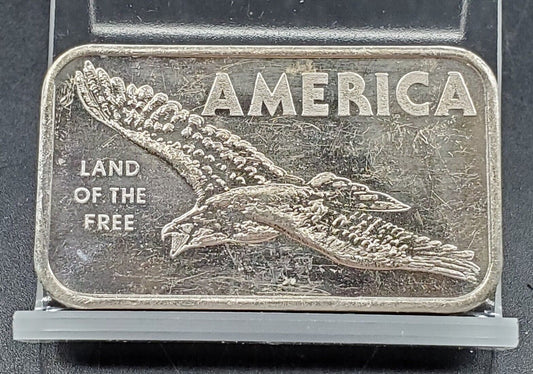 AMERICA
LAND
OF THE
FREE